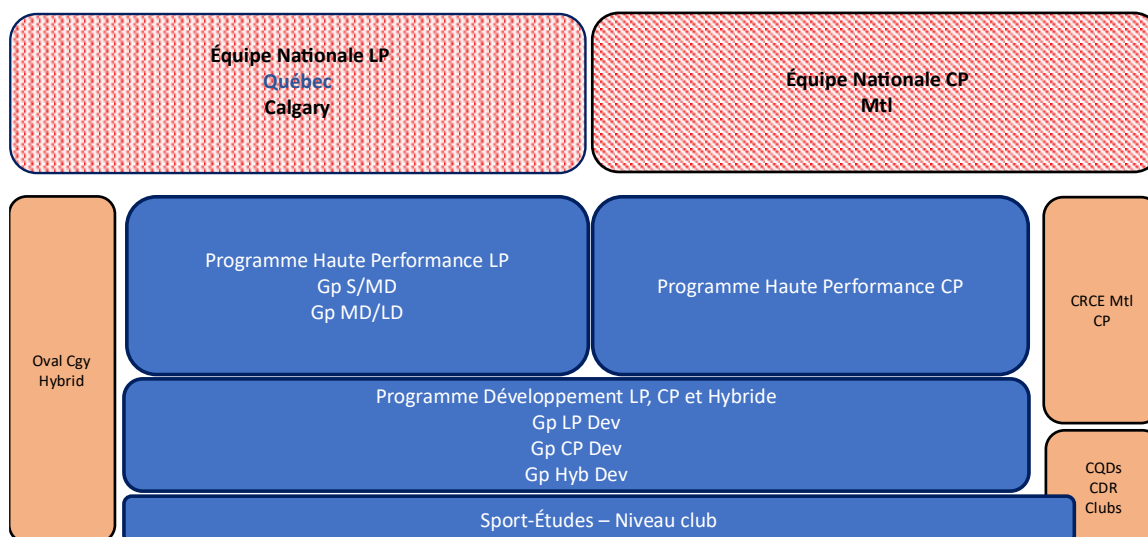 Équipe Nationale LP
Québec
Calgary
Équipe Nationale CP
Mtl
Oval Cgy
Hybrid
Programme Haute Performance LP
Gp S/MD
Gp MD/LD
Programme Haute Performance CP
CRCE Mtl
CP
Programme Développement LP, CP et Hybride
Gp LP Dev
Gp CP Dev
Gp Hyb Dev
CQDs
CDR
Clubs
Sport-Études – Niveau club